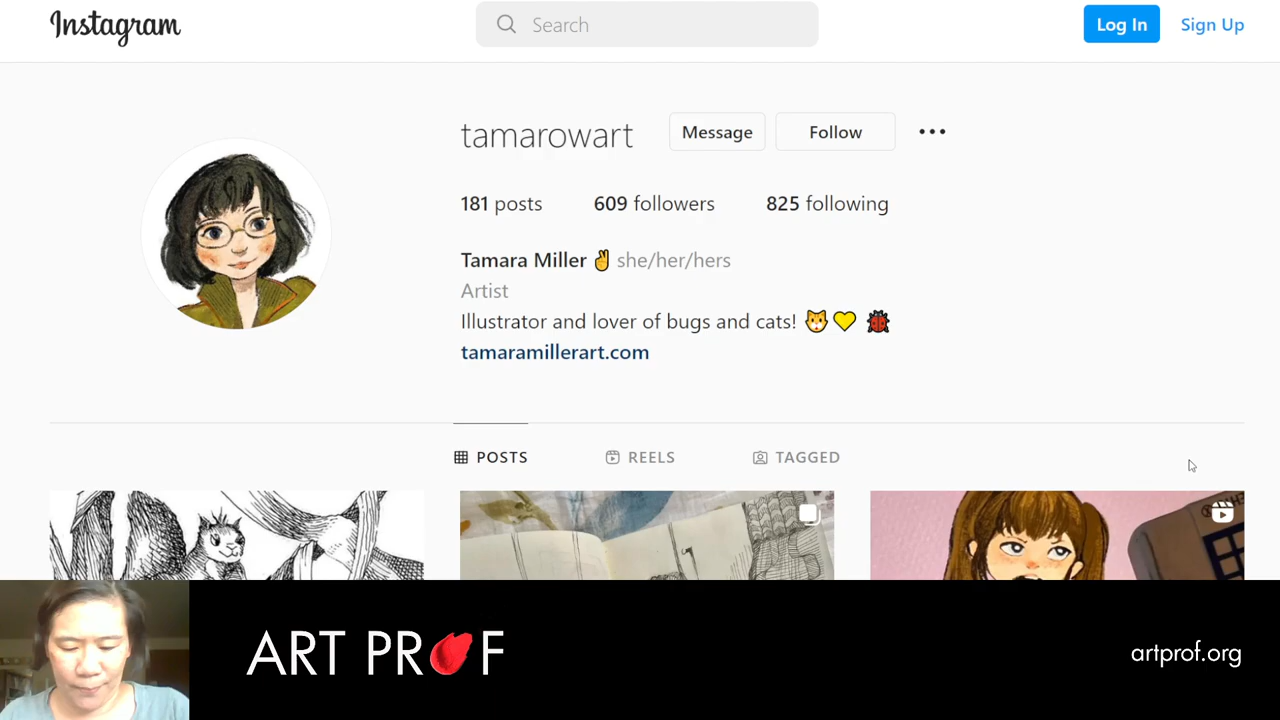 Instagram
Search
Log In
Sign Up
tamarowart
Message
Follow
181 posts
609 followers
825 following
Tamara Miller ✌ she/her/hers
Artist
Illustrator and lover of bugs and cats! 🐱💛 🐞
tamaramillerart.com
POSTS
REELS
TAGGED
ART PROF
artprof.org